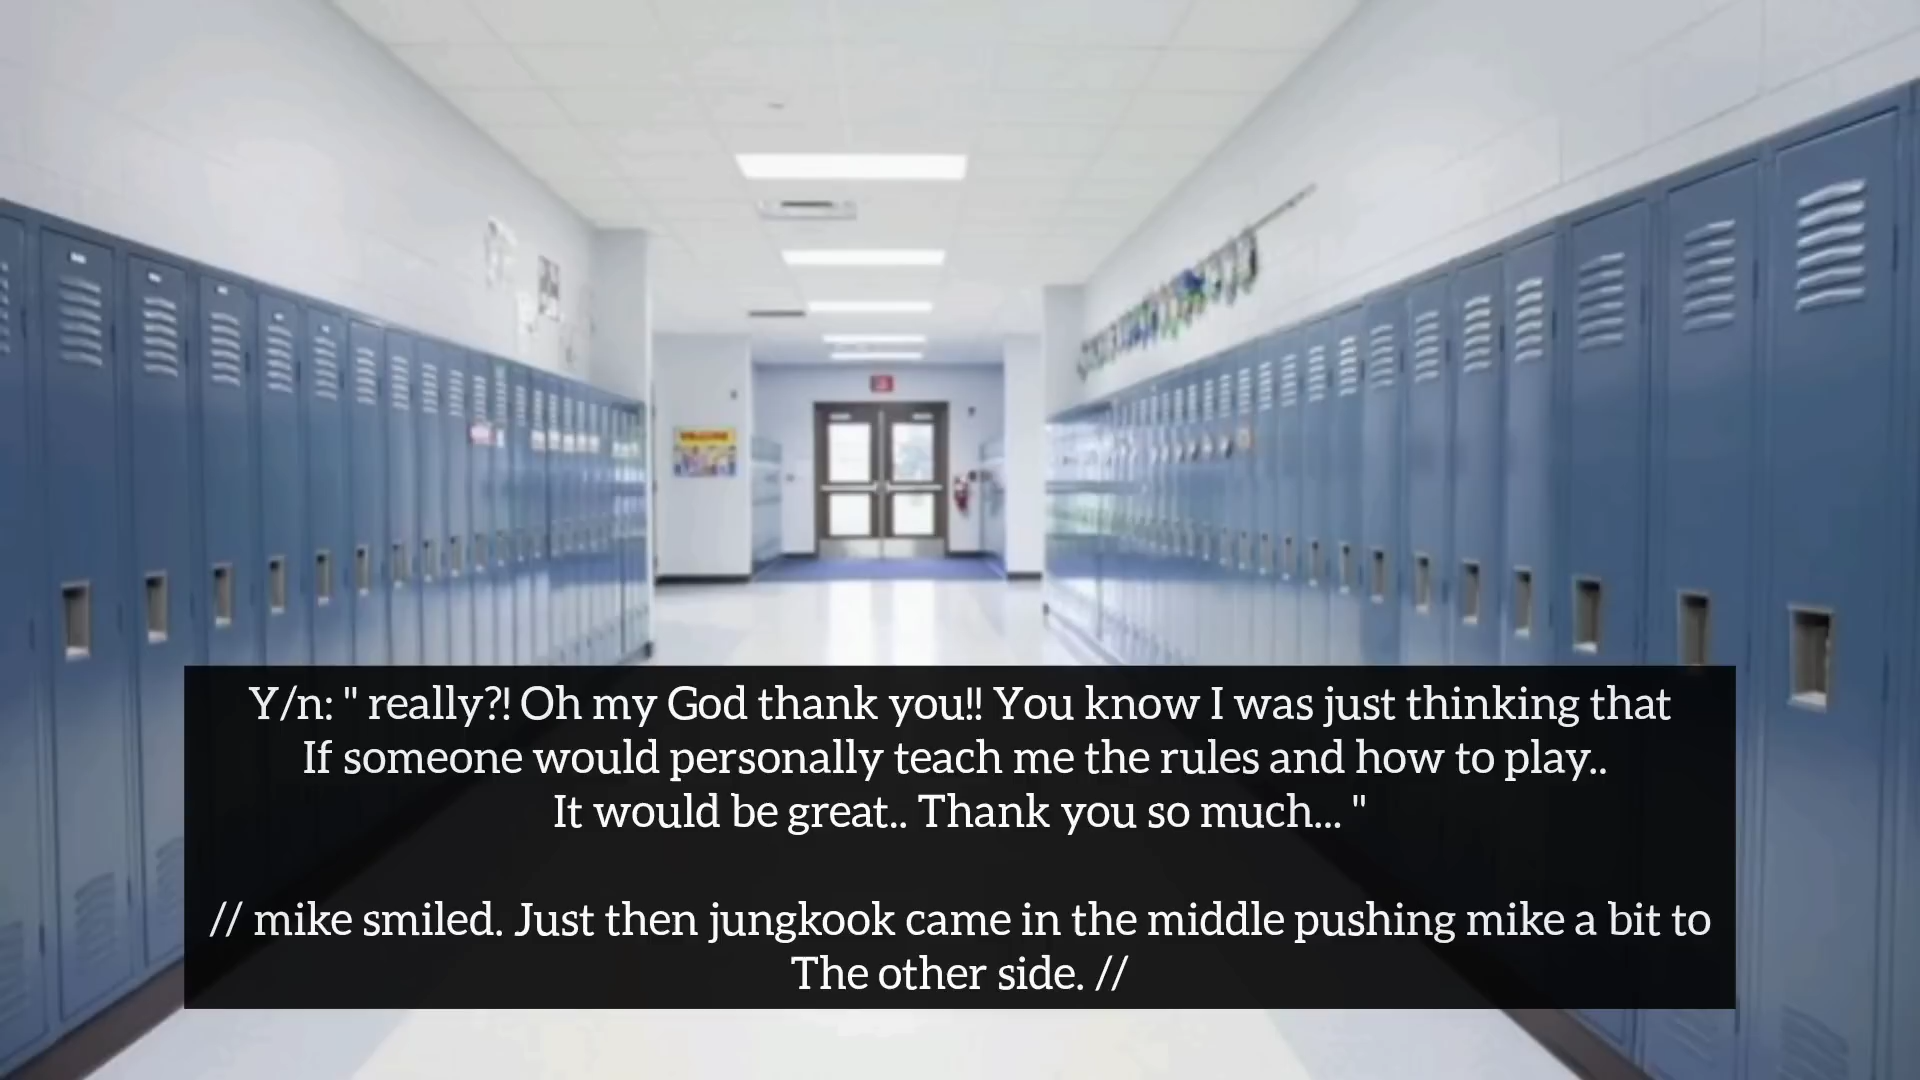 Y/n: " really?! Oh my God thank you!! You know I was just thinking that
If someone would personally teach me the rules and how to play..
It would be great.. Thank you so much... "
// mike smiled. Just then jungkook came in the middle pushing mike a bit to
The other side. //